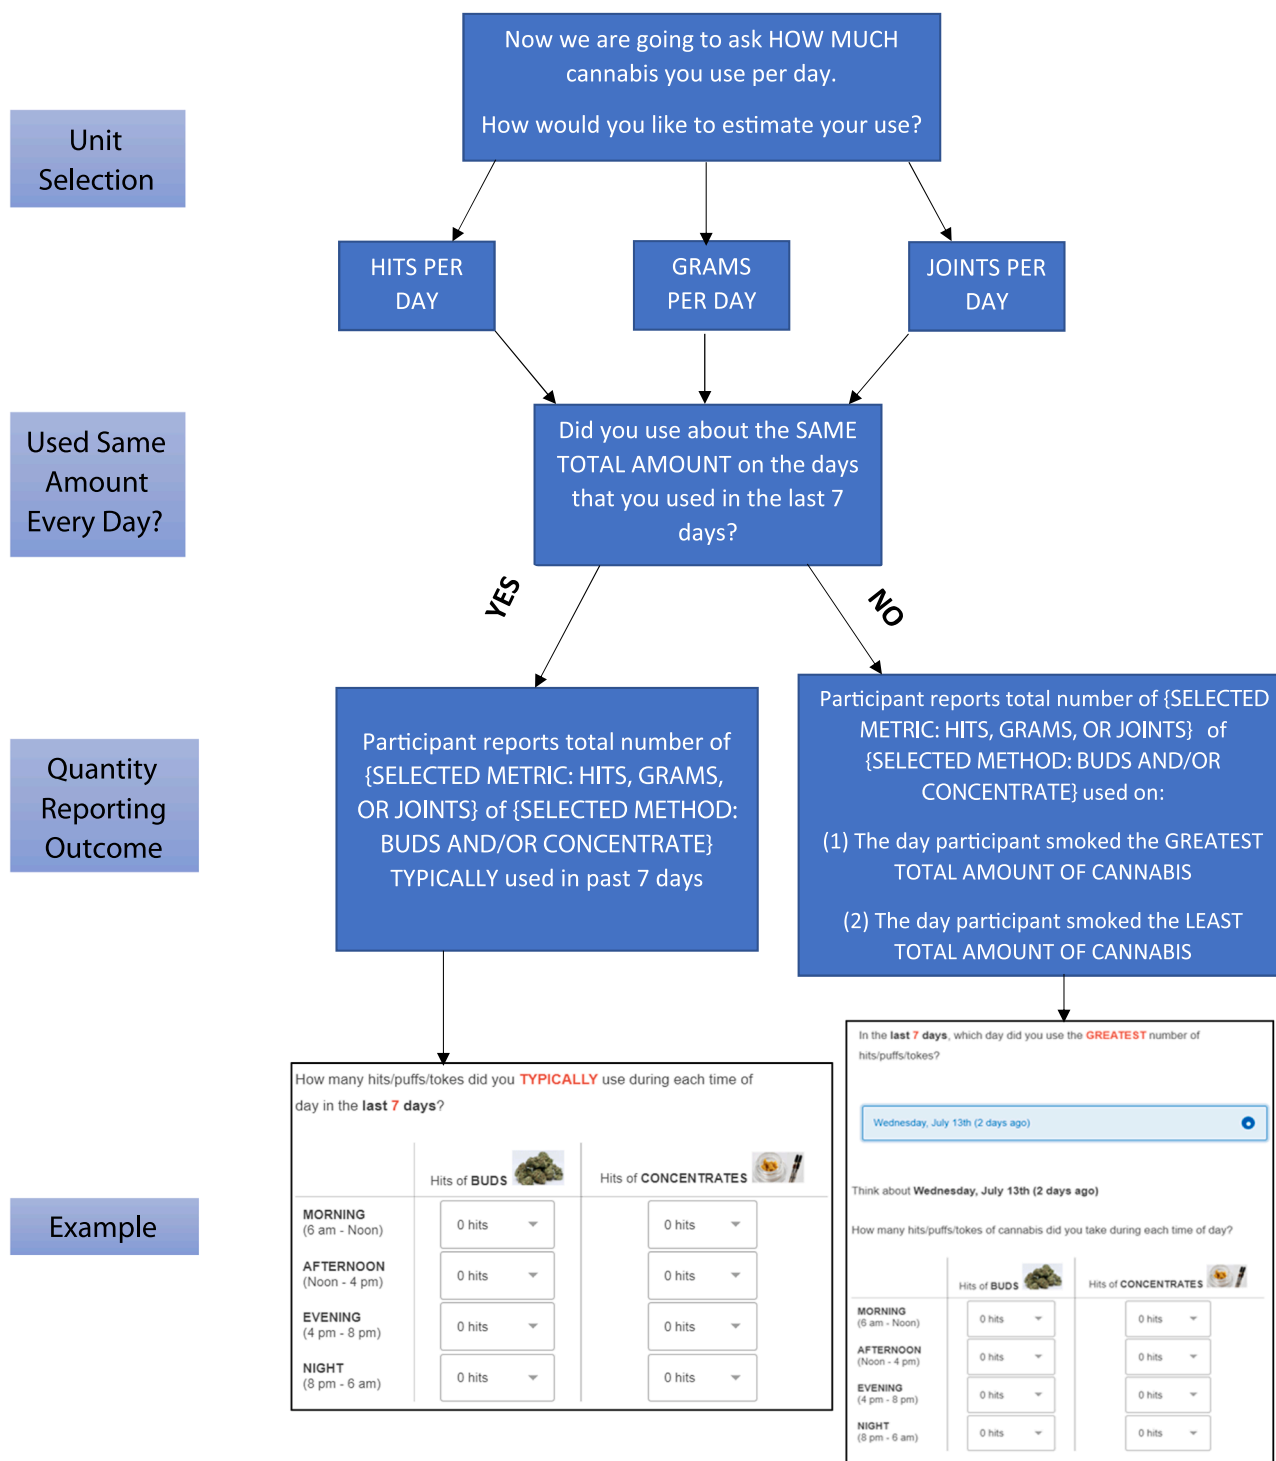 Now we are going to ask HOW MUCH
cannabis you use per day.
How would you like to estimate your use?
Unit
Selection
HITS PER
DAY
GRAMS
PER DAY
JOINTS PER
DAY
Used Same
Amount
Every Day?
Did you use about the SAME
TOTAL AMOUNT on the days
that you used in the last 7
days?
YES
NO
Quantity
Reporting
Outcome
Participant reports total number of
{SELECTED METRIC: HITS, GRAMS,
OR JOINTS} of {SELECTED METHOD:
BUDS AND/OR CONCENTRATE}
TYPICALLY used in past 7 days
Participant reports total number of {SELECTED
METRIC: HITS, GRAMS, OR JOINTS} of
{SELECTED METHOD: BUDS AND/OR
CONCENTRATE} used on:
(1) The day participant smoked the GREATEST
TOTAL AMOUNT OF CANNABIS
(2) The day participant smoked the LEAST
TOTAL AMOUNT OF CANNABIS
Example
How many hits/puffs/tokes did you TYPICALLY use during each time of
day in the last 7 days?
Hits of BUDS
Hits of CONCENTRATES
MORNING
(6 am - Noon)
0 hits
0 hits
AFTERNOON
(Noon - 4 pm)
0 hits
0 hits
EVENING
(4 pm - 8 pm)
0 hits
0 hits
NIGHT
(8 pm - 6 am)
0 hits
0 hits
In the last 7 days, which day did you use the GREATEST number of
hits/puffs/tokes?
Wednesday, July 13th (2 days ago)
Think about Wednesday, July 13th (2 days ago)
How many hits/puffs/tokes of cannabis did you take during each time of day?
Hits of BUDS
Hits of CONCENTRATES
MORNING
(6 am - Noon)
0 hits
0 hits
AFTERNOON
(Noon - 4 pm)
0 hits
0 hits
EVENING
(4 pm - 8 pm)
0 hits
0 hits
NIGHT
(8 pm - 6 am)
0 hits
0 hits